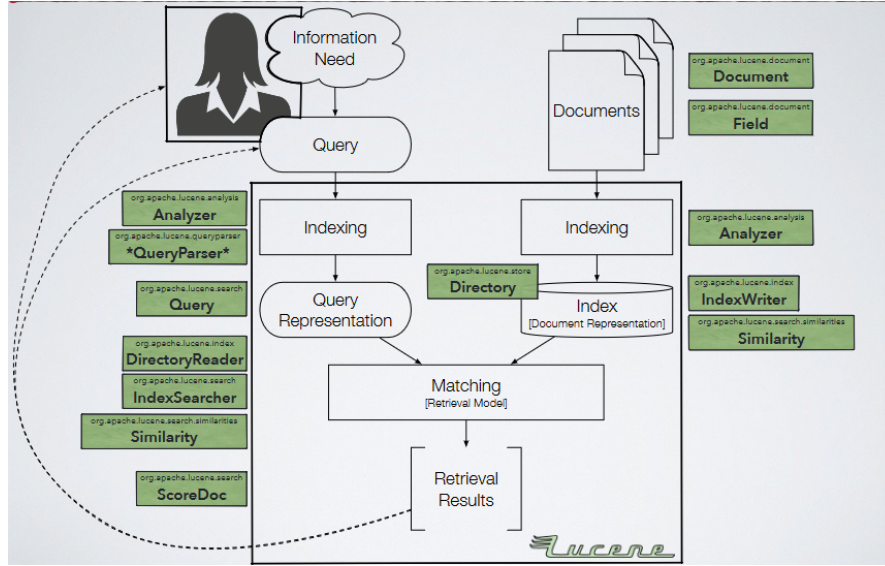 Information
Need
Query
Documents
org.apache.lucene.document
Document
org.apache.lucene.document
Field
org.apache.lucene.analysis
Analyzer
org.apache.lucene.queryparser
*QueryParser*
Indexing
Indexing
org.apache.lucene.analysis
Analyzer
org.apache.lucene.search
Query
Query
Representation
org.apache.lucene.store
Directory
Index
[Document Representation]
org.apache.lucene.index
IndexWriter
org.apache.lucene.search.similarities
Similarity
org.apache.lucene.index
DirectoryReader
org.apache.lucene.search
IndexSearcher
org.apache.lucene.search.similarities
Similarity
Matching
[Retrieval Model]
org.apache.lucene.search
ScoreDoc
Retrieval
Results
Lucene